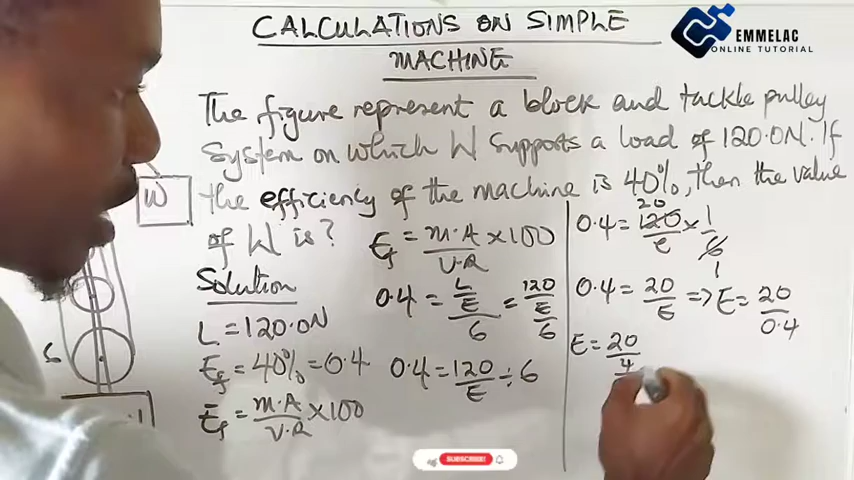 CALCULATIONS ON SIMPLE
MACHINE
EMMELAC
ONLINE TUTORIAL
The figure represent a block and tackle pulley
System on which W supports a load of 120.0N. If
the efficiency of the machine is 40%, then the value
of W is?
W
6
Solution
L = 120.0N
Ef = 40% = 0.4
Ef = M.A/V.R × 100
Ef = M.A/V.R × 100
0.4 = L/E/6 = 120/E/6
0.4 = 120/E ÷ 6
20
0.4 = 120/E × 1/6
1
0.4 = 20/E => E = 20/0.4
E = 20/4
SUBSCRIBE